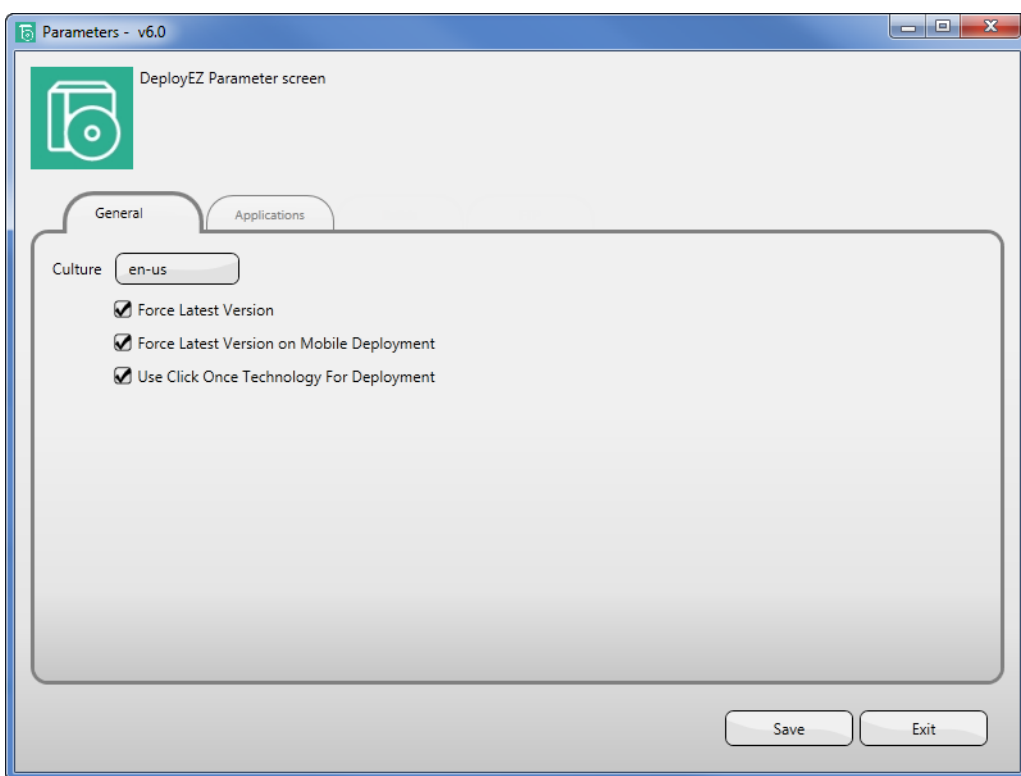 Parameters - v6.0
DeployEZ Parameter screen
General
Applications
Culture
en-us
Force Latest Version
Force Latest Version on Mobile Deployment
Use Click Once Technology For Deployment
Save
Exit